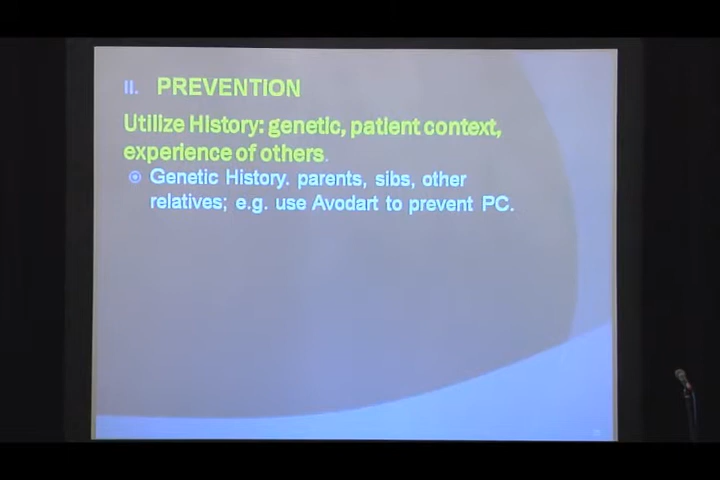 II. PREVENTION
Utilize History: genetic, patient context,
experience of others.
Genetic History. parents, sibs, other
relatives; e.g. use Avodart to prevent PC.